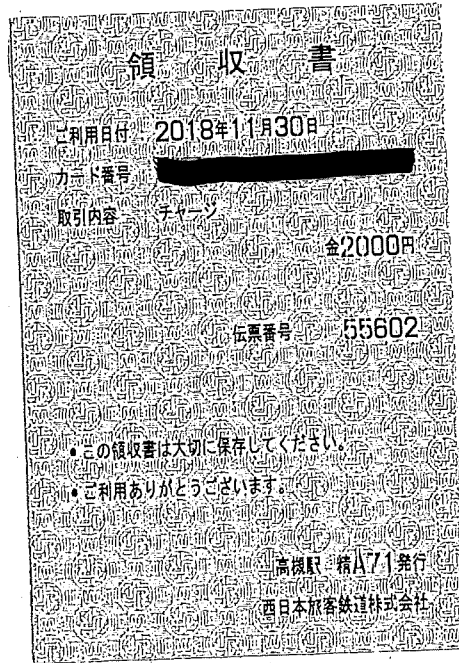 領収書
ご利用日付 2018年11月30日
カード番号
取引内容 チャージ
金2000円
伝票番号 55602
•この領収書は大切に保存してください。
•ご利用ありがとうございます。
高槻駅 精A71発行
西日本旅客鉄道株式会社